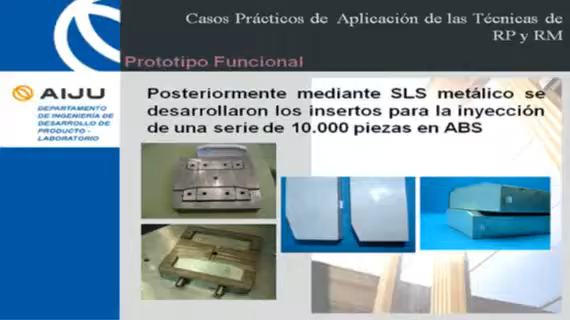 Casos Prácticos de Aplicación de las Técnicas de
RP y RM
Prototipo Funcional
AIJU
DEPARTAMENTO
DE INGENIERÍA DE
DESARROLLO DE
PRODUCTO -
LABORATORIO
Posteriormente mediante SLS metálico se
desarrollaron los insertos para la inyección
de una serie de 10.000 piezas en ABS